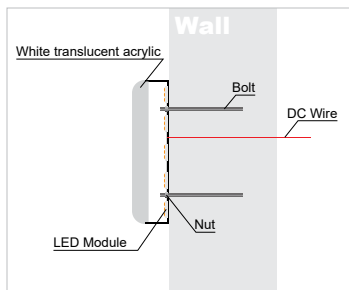 Wall
White translucent acrylic
Bolt
DC Wire
Nut
LED Module